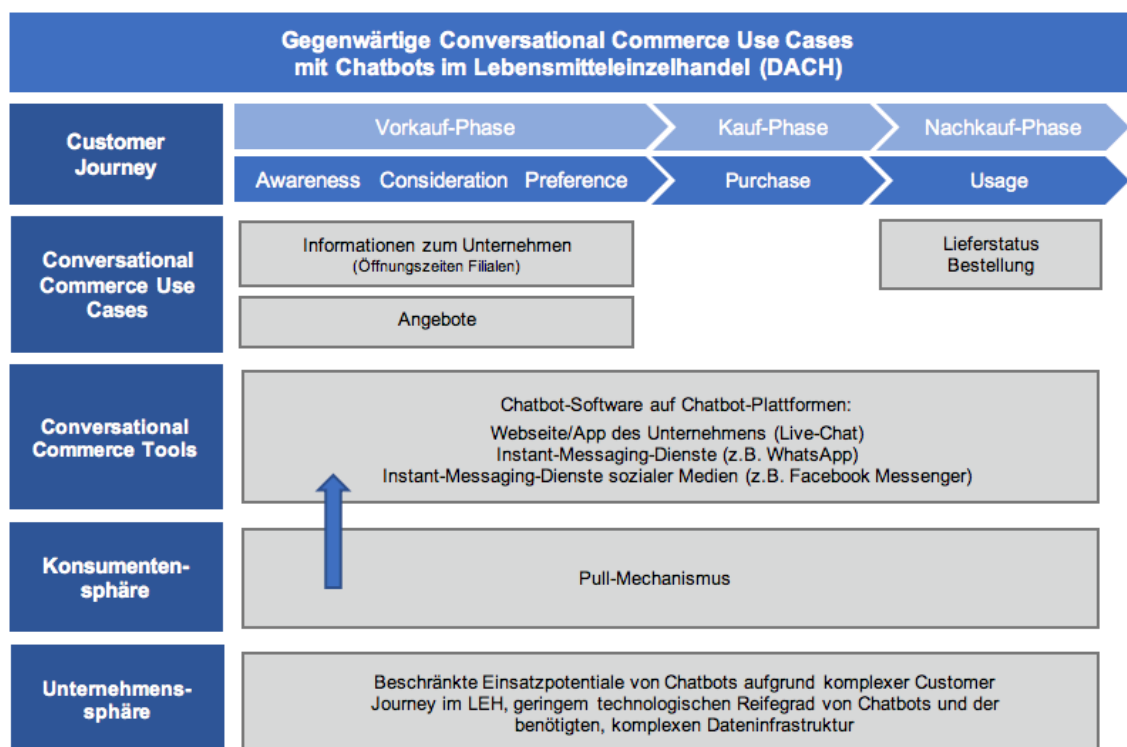 Gegenwärtige Conversational Commerce Use Cases
mit Chatbots im Lebensmitteleinzelhandel (DACH)
Customer
Journey
Vorkauf-Phase
Kauf-Phase
Nachkauf-Phase
Awareness Consideration Preference
Purchase
Usage
Conversational
Commerce Use
Cases
Informationen zum Unternehmen
(Öffnungszeiten Filialen)
Angebote
Lieferstatus
Bestellung
Conversational
Commerce Tools
Chatbot-Software auf Chatbot-Plattformen:
Webseite/App des Unternehmens (Live-Chat)
Instant-Messaging-Dienste (z.B. WhatsApp)
Instant-Messaging-Dienste sozialer Medien (z.B. Facebook Messenger)
Konsumenten-
sphäre
Pull-Mechanismus
Unternehmens-
sphäre
Beschränkte Einsatzpotentiale von Chatbots aufgrund komplexer Customer
Journey im LEH, geringem technologischen Reifegrad von Chatbots und der
benötigten, komplexen Dateninfrastruktur